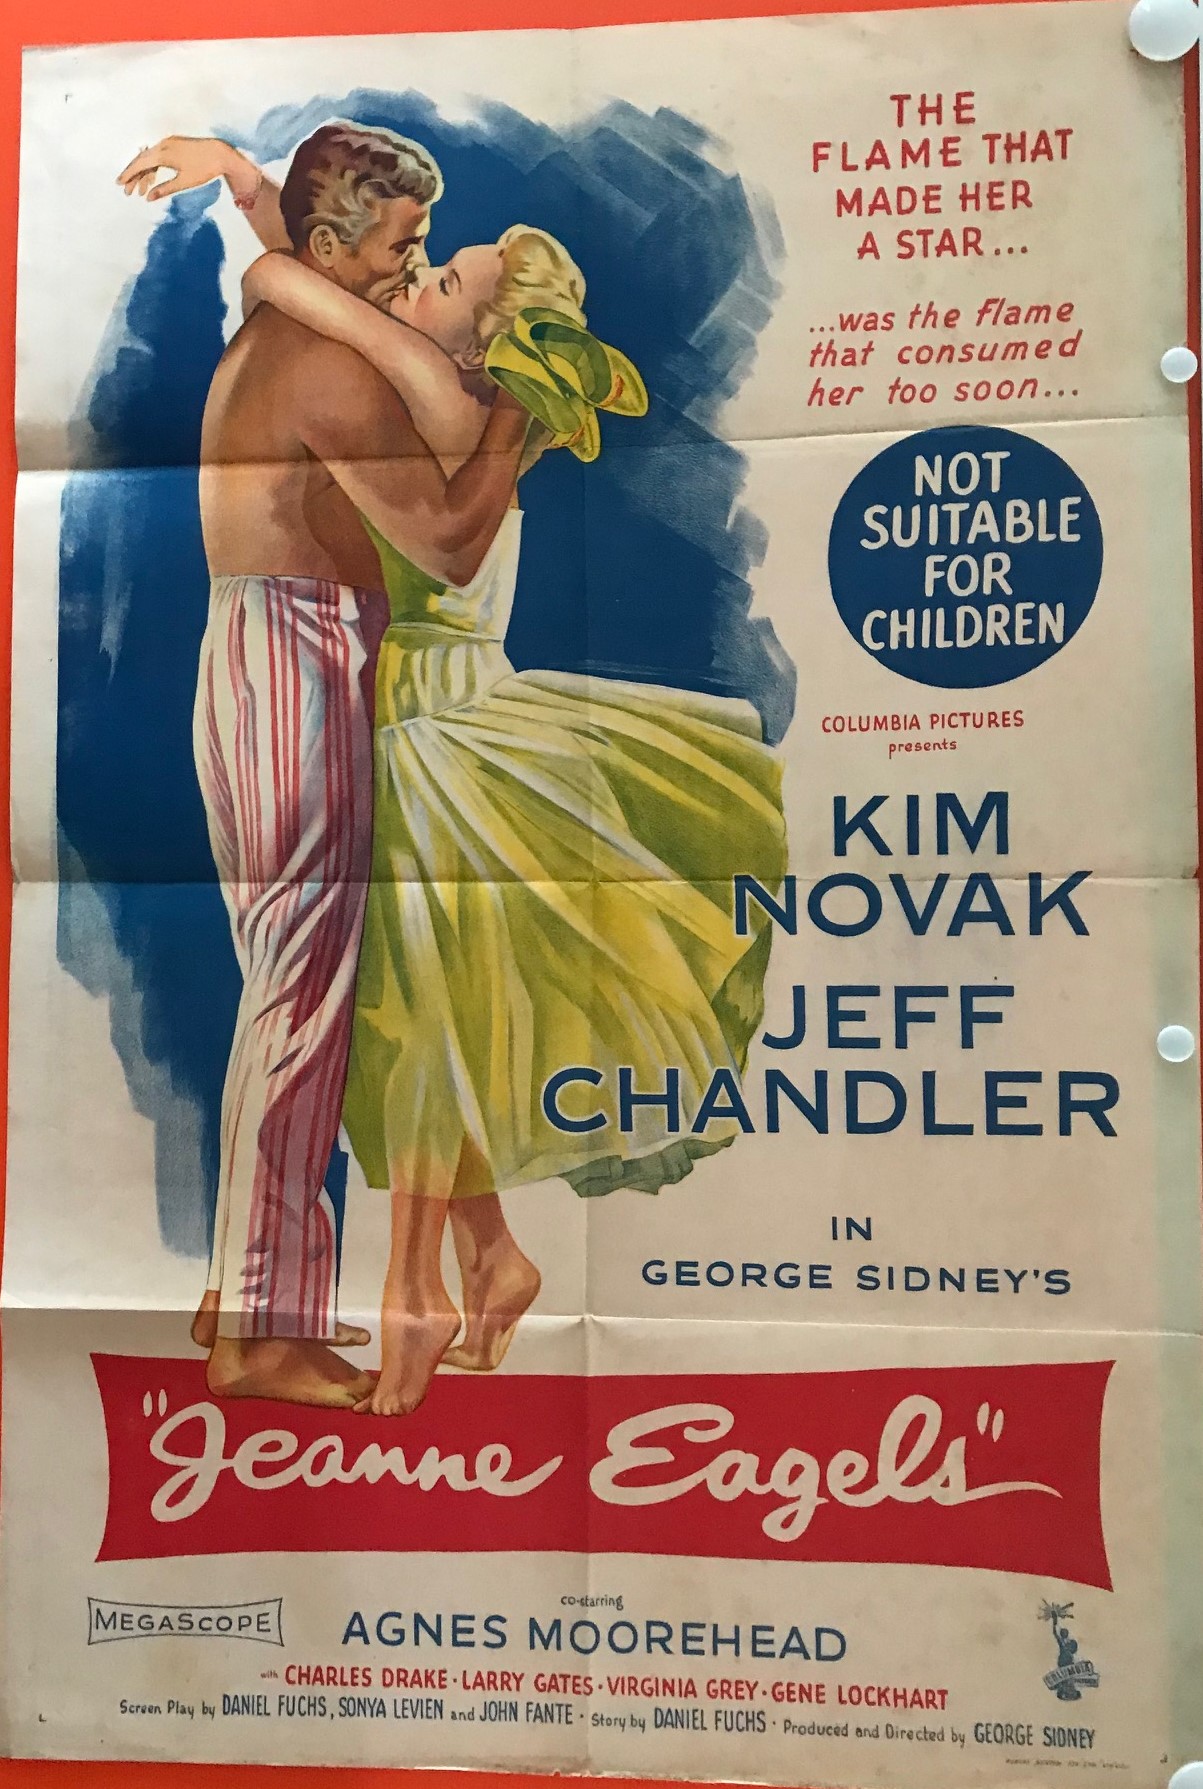 THE
FLAME THAT
MADE HER
A STAR...
...was the flame
that consumed
her too soon...
NOT
SUITABLE
FOR
CHILDREN
COLUMBIA PICTURES
presents
KIM
NOVAK
JEFF
CHANDLER
IN
GEORGE SIDNEY'S
"Jeanne Eagels"
MEGASCOPE
co-starring
AGNES MOOREHEAD
COLUMBIA
with CHARLES DRAKE · LARRY GATES · VIRGINIA GREY · GENE LOCKHART
Screen Play by DANIEL FUCHS, SONYA LEVIEN and JOHN FANTE · Story by DANIEL FUCHS · Produced and Directed by GEORGE SIDNEY